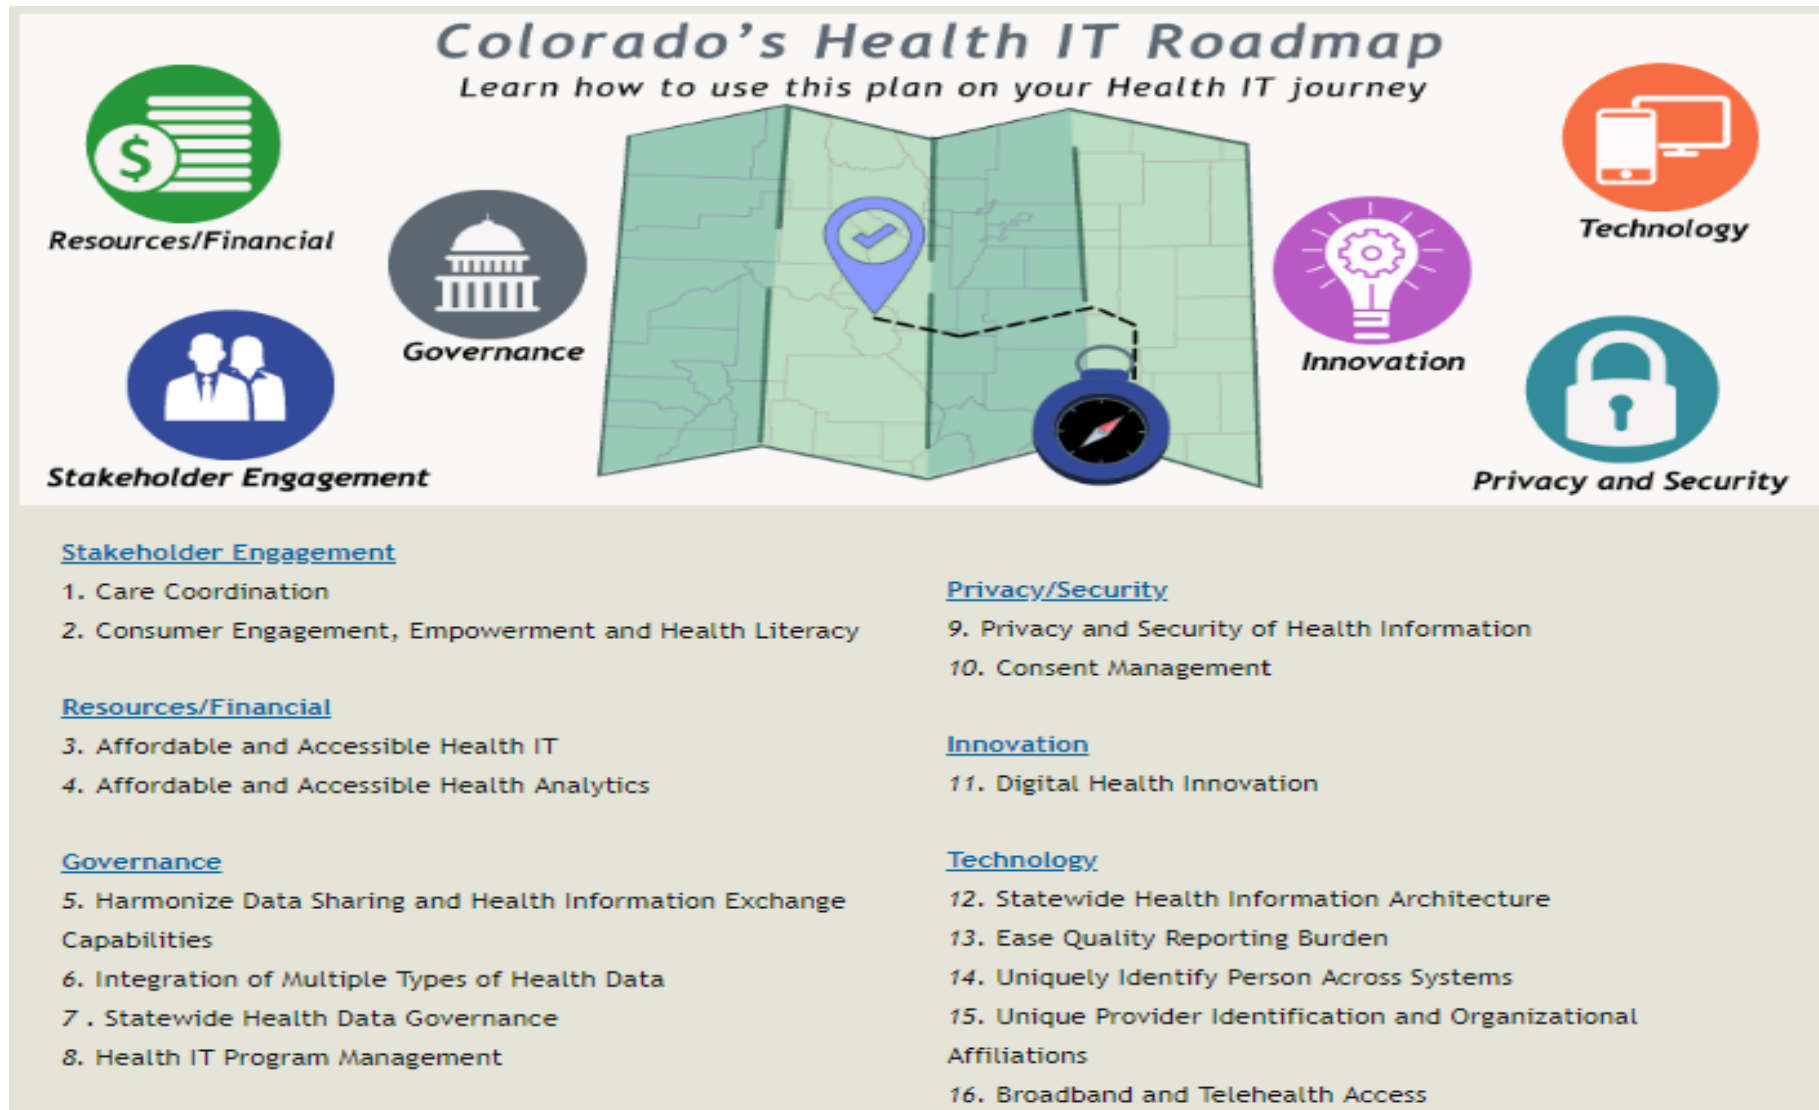 Colorado's Health IT Roadmap
Learn how to use this plan on your Health IT journey
$
Resources/Financial
Governance
Stakeholder Engagement
Technology
Innovation
Privacy and Security
Stakeholder Engagement
1. Care Coordination
2. Consumer Engagement, Empowerment and Health Literacy
Resources/Financial
3. Affordable and Accessible Health IT
4. Affordable and Accessible Health Analytics
Governance
5. Harmonize Data Sharing and Health Information Exchange
Capabilities
6. Integration of Multiple Types of Health Data
7 . Statewide Health Data Governance
8. Health IT Program Management
Privacy/Security
9. Privacy and Security of Health Information
10. Consent Management
Innovation
11. Digital Health Innovation
Technology
12. Statewide Health Information Architecture
13. Ease Quality Reporting Burden
14. Uniquely Identify Person Across Systems
15. Unique Provider Identification and Organizational
Affiliations
16. Broadband and Telehealth Access